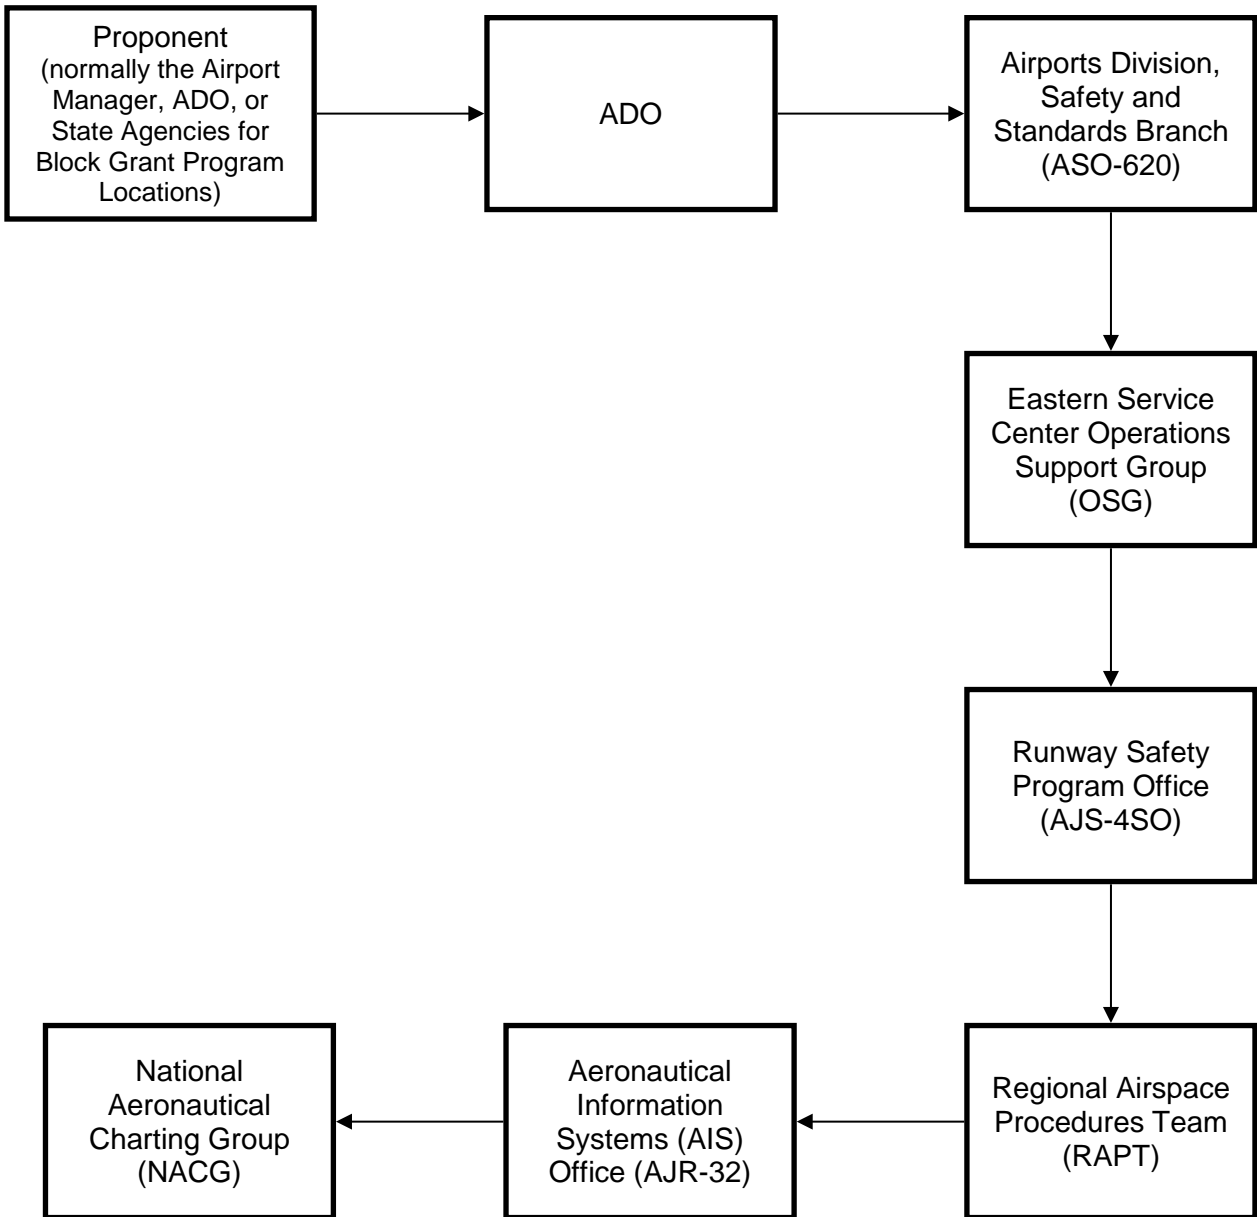 Proponent
(normally the Airport
Manager, ADO, or
State Agencies for
Block Grant Program
Locations)
ADO
Airports Division,
Safety and
Standards Branch
(ASO-620)
Eastern Service
Center Operations
Support Group
(OSG)
Runway Safety
Program Office
(AJS-4SO)
Regional Airspace
Procedures Team
(RAPT)
Aeronautical
Information
Systems (AIS)
Office (AJR-32)
National
Aeronautical
Charting Group
(NACG)